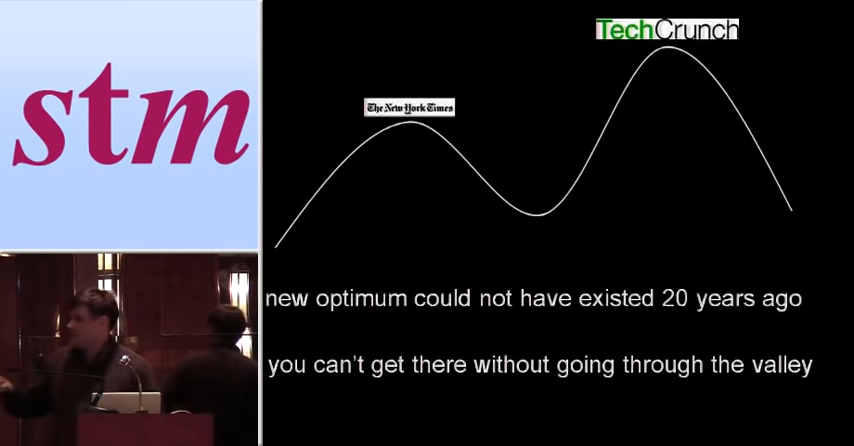 stm
TechCrunch
The New York Times
new optimum could not have existed 20 years ago
you can't get there without going through the valley